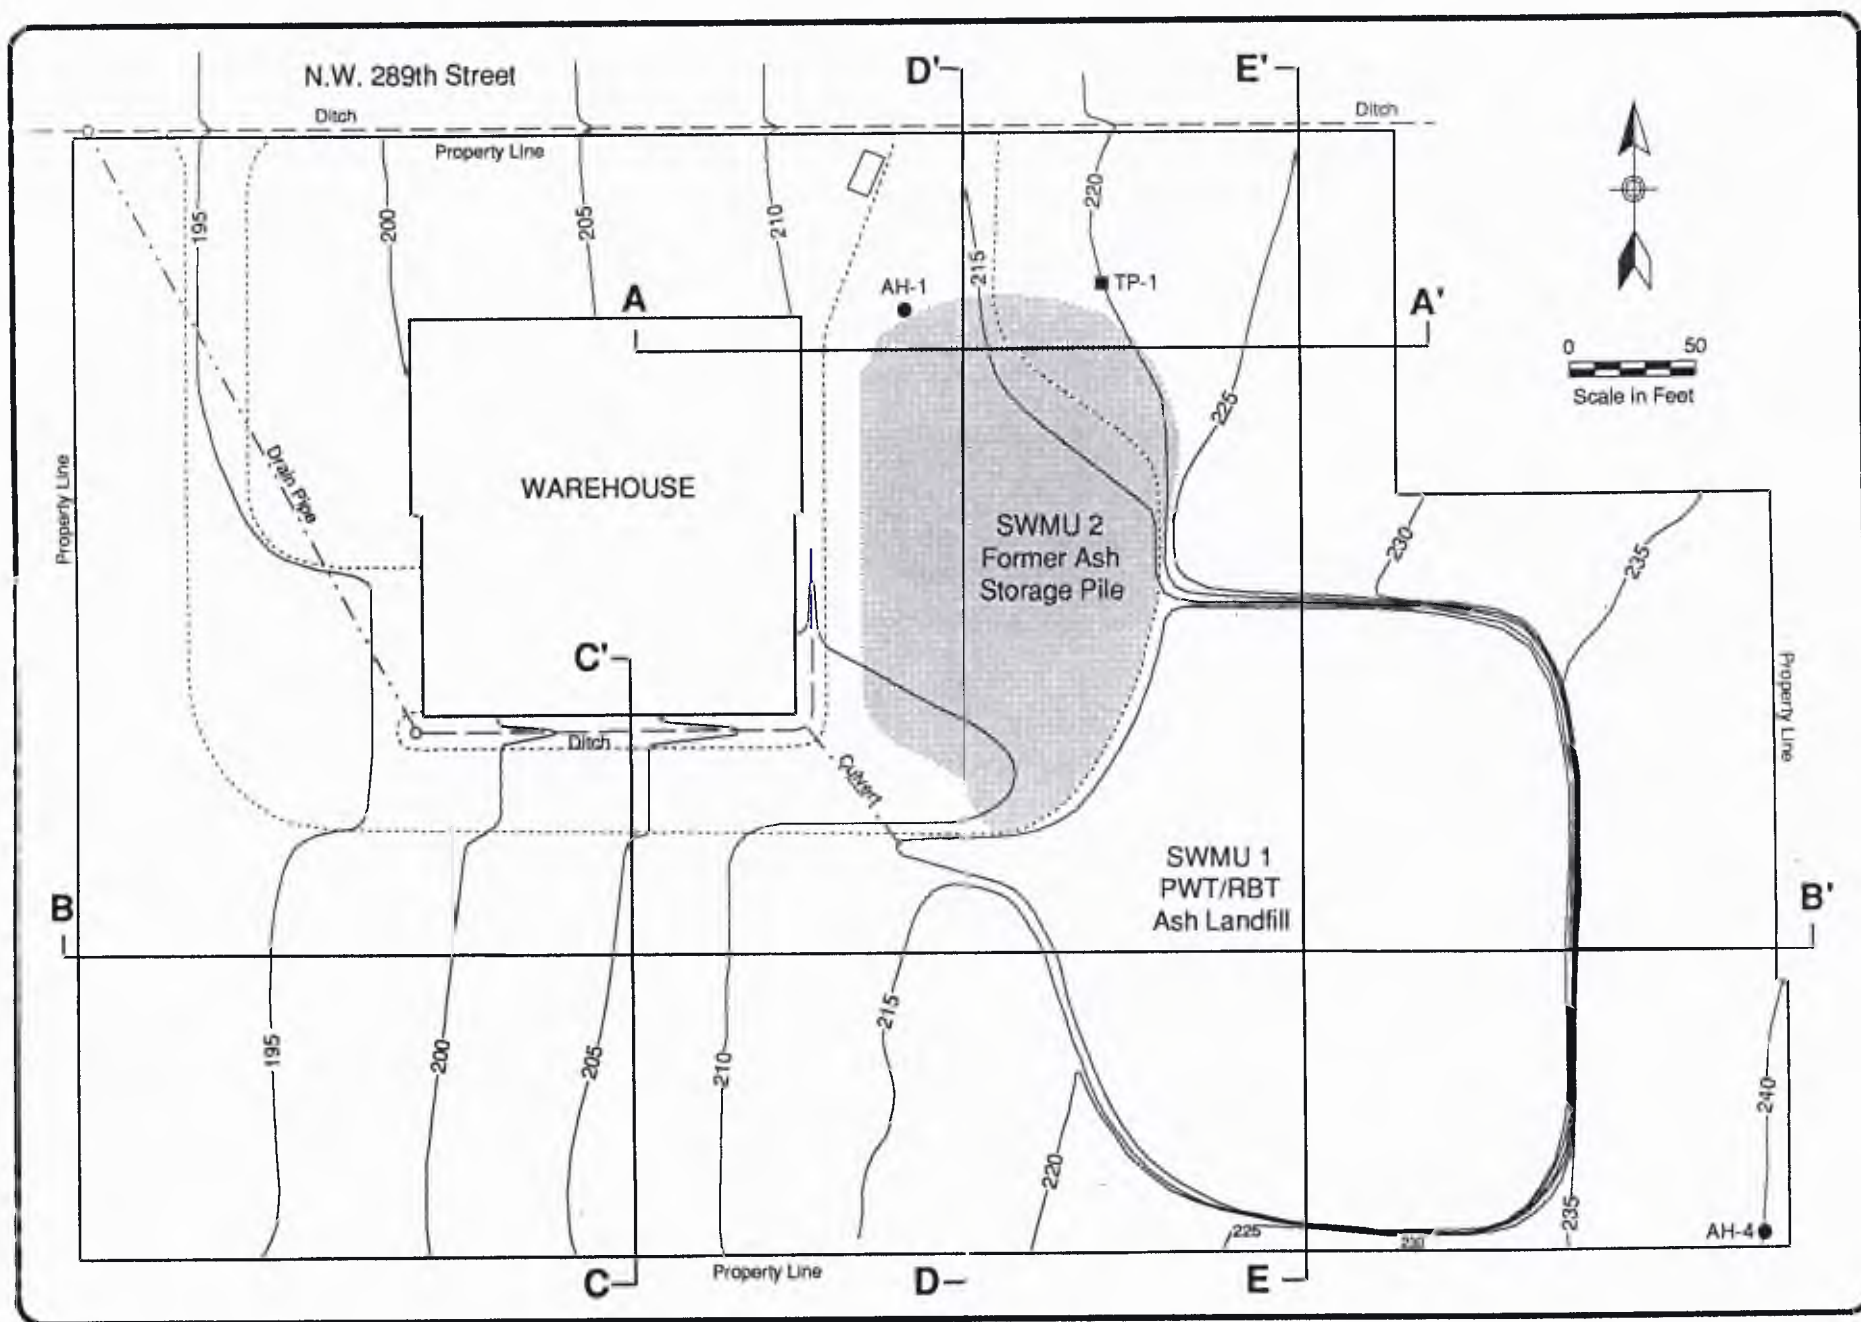 N.W. 289th Street
D'
E'
Ditch
Ditch
Property Line
195
200
205
210
215
220
225
AH-1
TP-1
A
A'
0 50
Scale in Feet
Property Line
Drain Pipe
WAREHOUSE
SWMU 2
Former Ash
Storage Pile
230
235
C'
Ditch
Culvert
Property Line
SWMU 1
PWT/RBT
Ash Landfill
B
B'
195
200
205
210
215
220
225
230
235
240
AH-4
Property Line
C
D
E